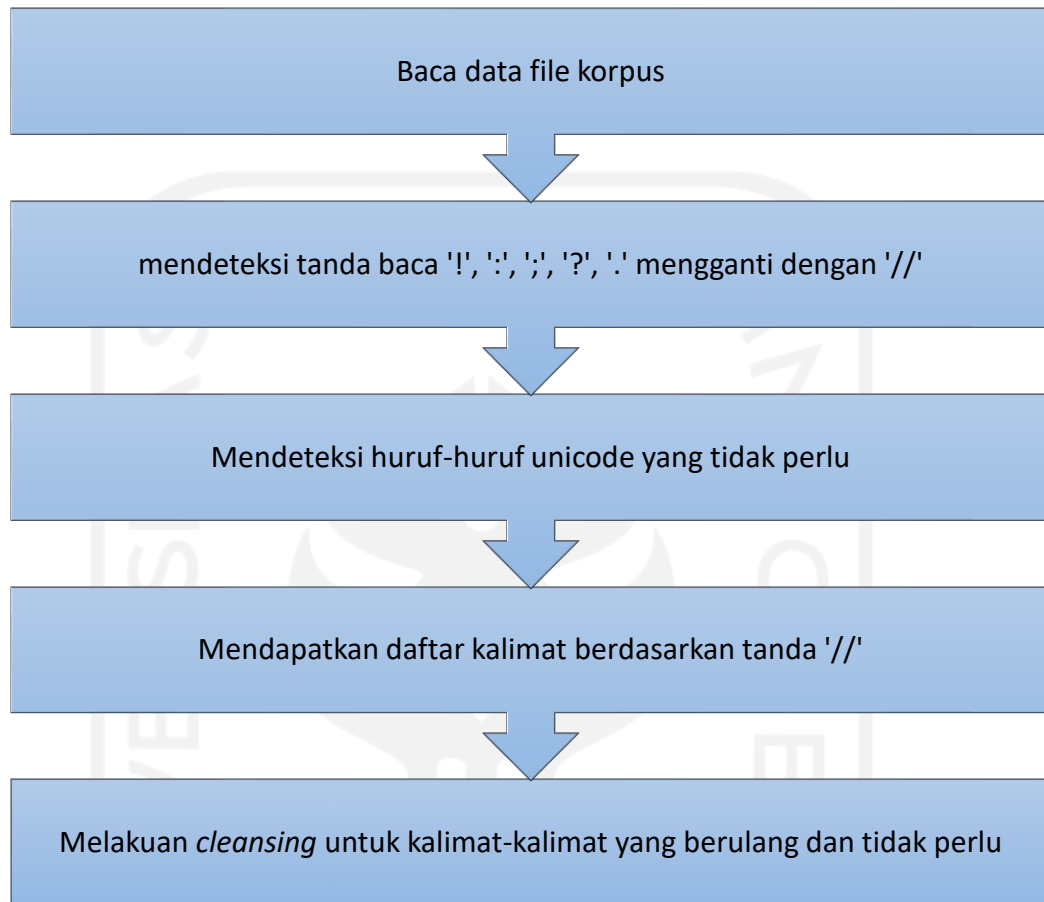 Baca data file korpus
mendeteksi tanda baca '!', ':', ';', '?', '.' mengganti dengan '//'
Mendeteksi huruf-huruf unicode yang tidak perlu
Mendapatkan daftar kalimat berdasarkan tanda '//'
Melakuan cleansing untuk kalimat-kalimat yang berulang dan tidak perlu